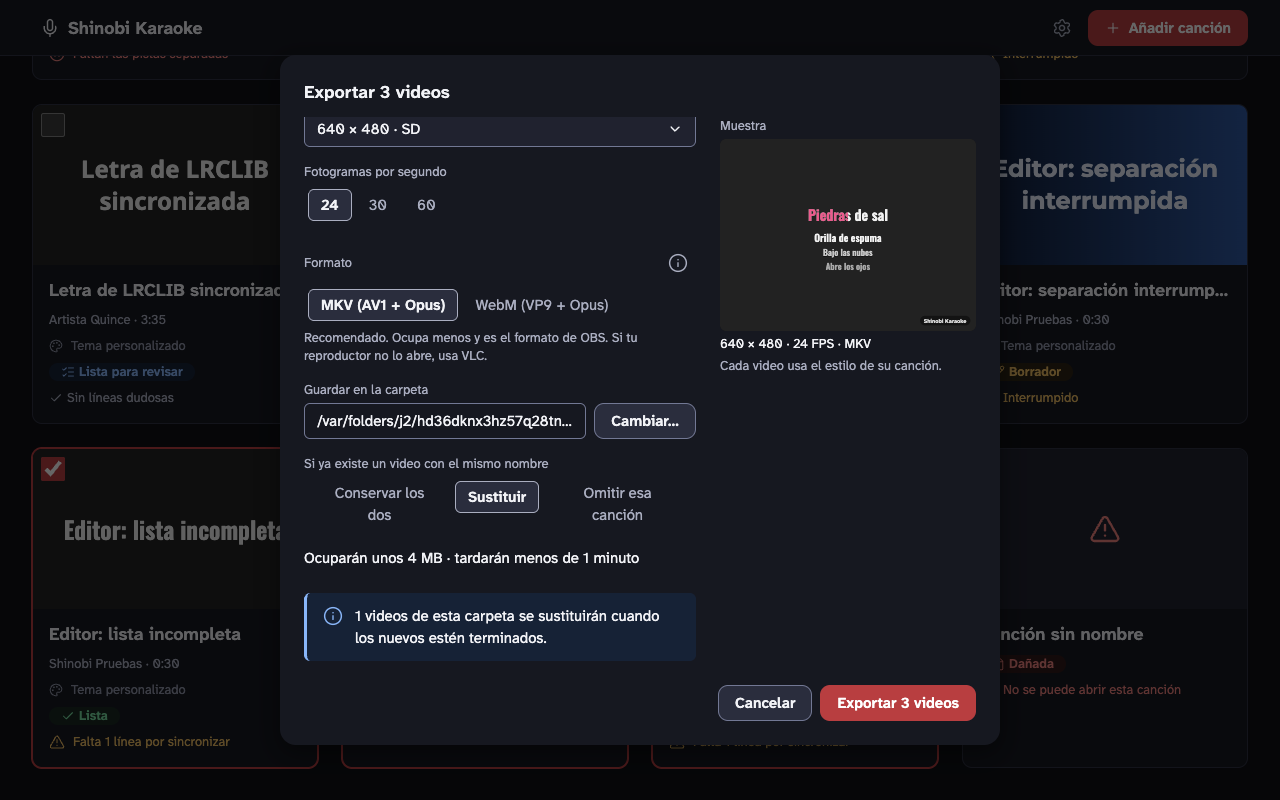 Shinobi Karaoke
Añadir canción
Exportar 3 videos
640 × 480 · SD
Fotogramas por segundo
24
30
60
Formato
MKV (AV1 + Opus)
WebM (VP9 + Opus)
Recomendado. Ocupa menos y es el formato de OBS. Si tu
reproductor no lo abre, usa VLC.
Guardar en la carpeta
/var/folders/j2/hd36dknx3hz57q28tn...
Cambiar...
Si ya existe un video con el mismo nombre
Conservar los
dos
Sustituir
Omitir esa
canción
Ocuparán unos 4 MB · tardarán menos de 1 minuto
1 videos de esta carpeta se sustituirán cuando
los nuevos estén terminados.
Muestra
Piedras de sal
Orilla de espuma
Bajo las nubes
Abro los ojos
Shinobi Karaoke
640 × 480 · 24 FPS · MKV
Cada video usa el estilo de su canción.
Cancelar
Exportar 3 videos
Letra de LRCLIB
sincronizada
Letra de LRCLIB sincronizad
Artista Quince · 3:35
Tema personalizado
Lista para revisar
Sin líneas dudosas
Editor: separación
interrumpida
itor: separación interrump...
nobi Pruebas · 0:30
Tema personalizado
Borrador
Interrumpido
Editor: lista incompleta
Editor: lista incompleta
Shinobi Pruebas · 0:30
Tema personalizado
Lista
Falta 1 línea por sincronizar
nción sin nombre
Dañada
No se puede abrir esta canción